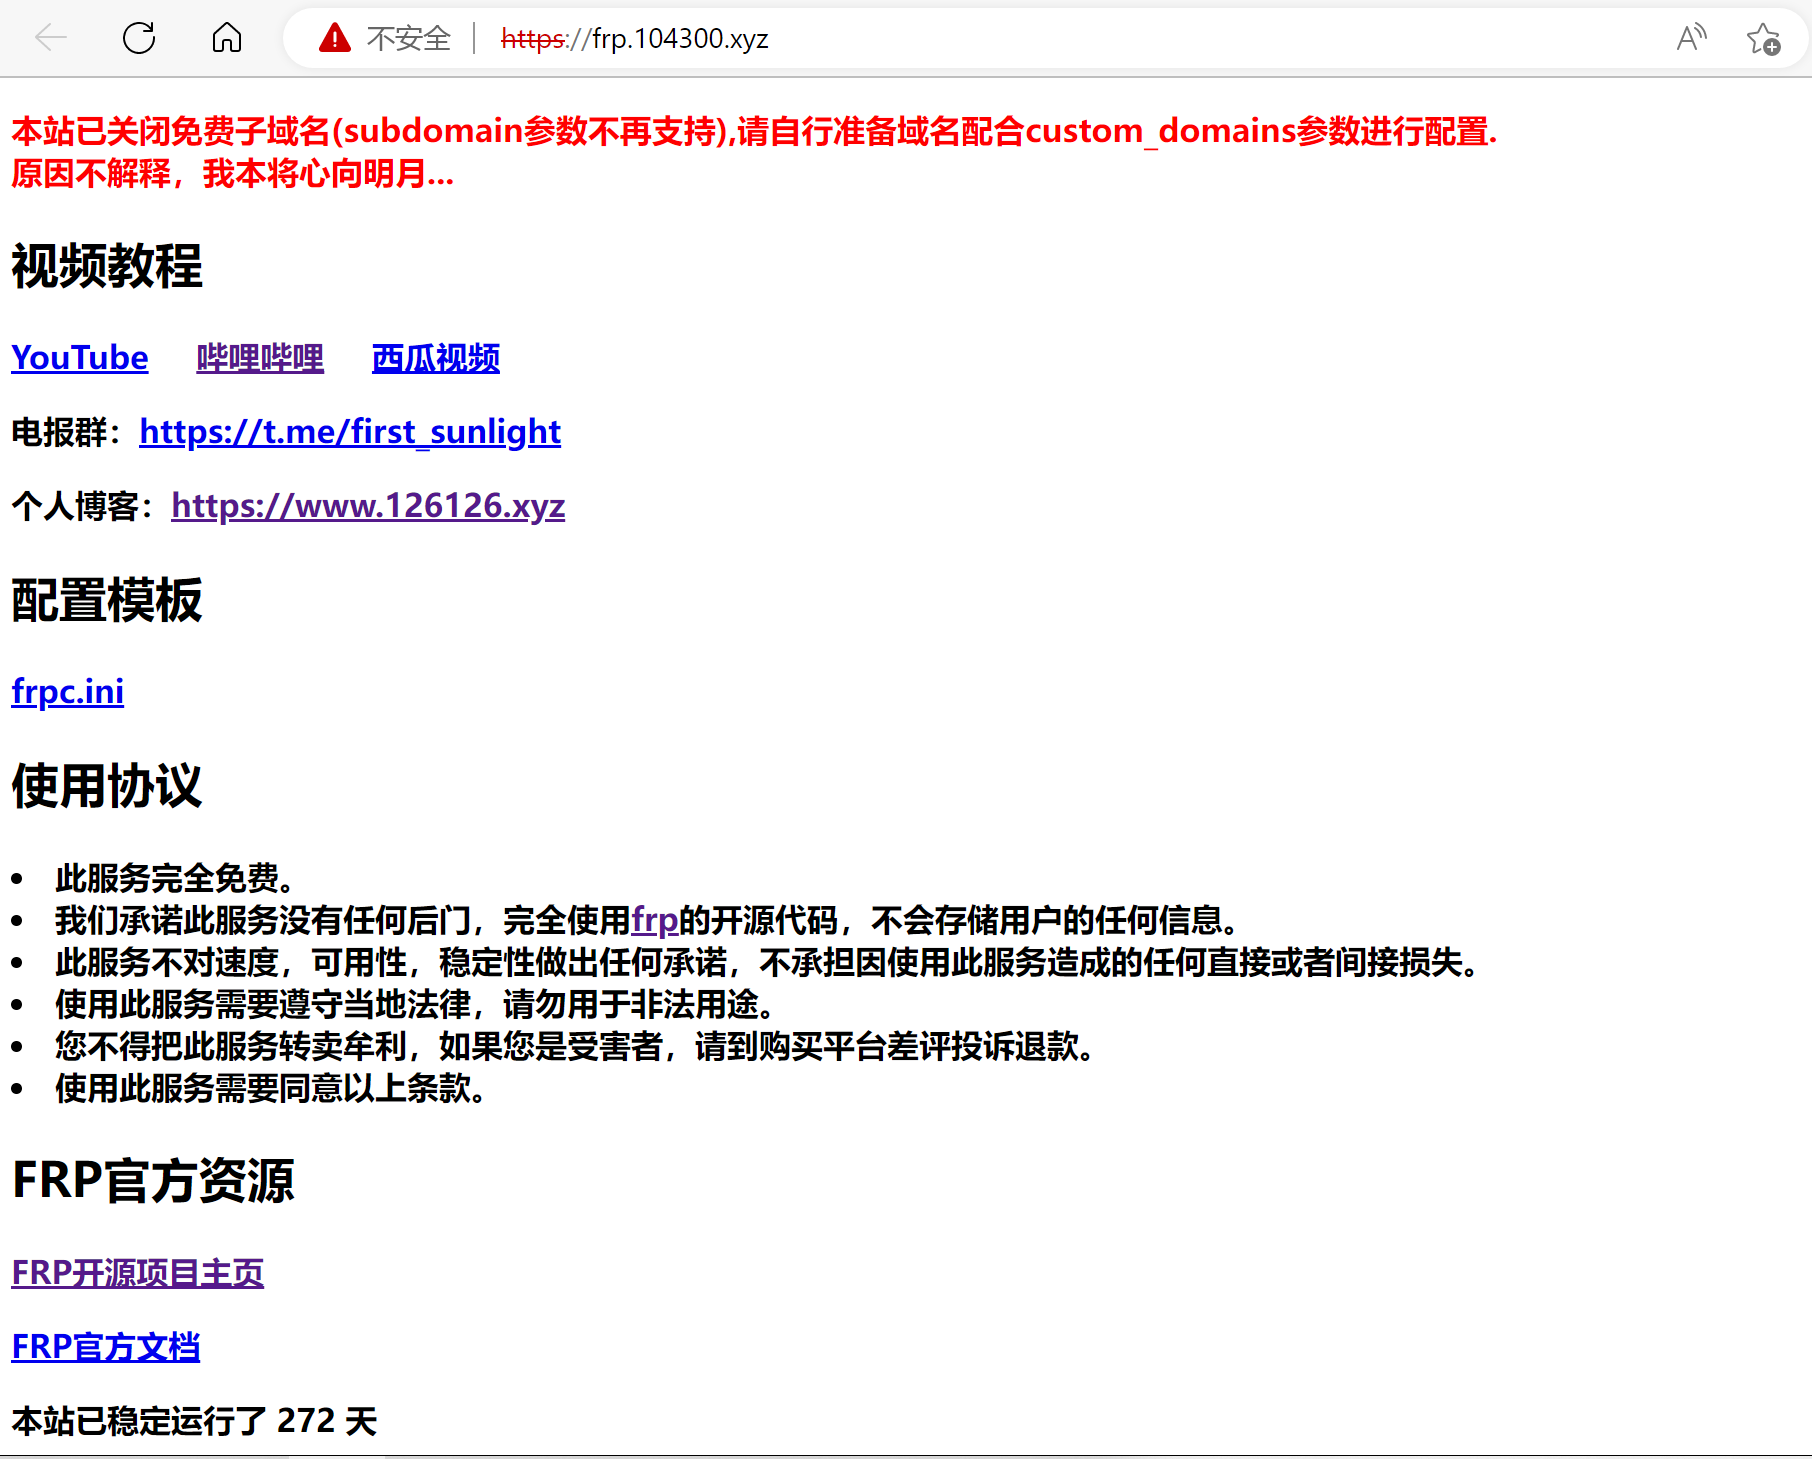 不安全 https://frp.104300.xyz
本站已关闭免费子域名(subdomain参数不再支持),请自行准备域名配合custom_domains参数进行配置.
原因不解释，我本将心向明月...
视频教程
YouTube 哔哩哔哩 西瓜视频
电报群：https://t.me/first_sunlight
个人博客：https://www.126126.xyz
配置模板
frpc.ini
使用协议
• 此服务完全免费。
• 我们承诺此服务没有任何后门，完全使用frp的开源代码，不会存储用户的任何信息。
• 此服务不对速度，可用性，稳定性做出任何承诺，不承担因使用此服务造成的任何直接或者间接损失。
• 使用此服务需要遵守当地法律，请勿用于非法用途。
• 您不得把此服务转卖牟利，如果您是受害者，请到购买平台差评投诉退款。
• 使用此服务需要同意以上条款。
FRP官方资源
FRP开源项目主页
FRP官方文档
本站已稳定运行了 272 天